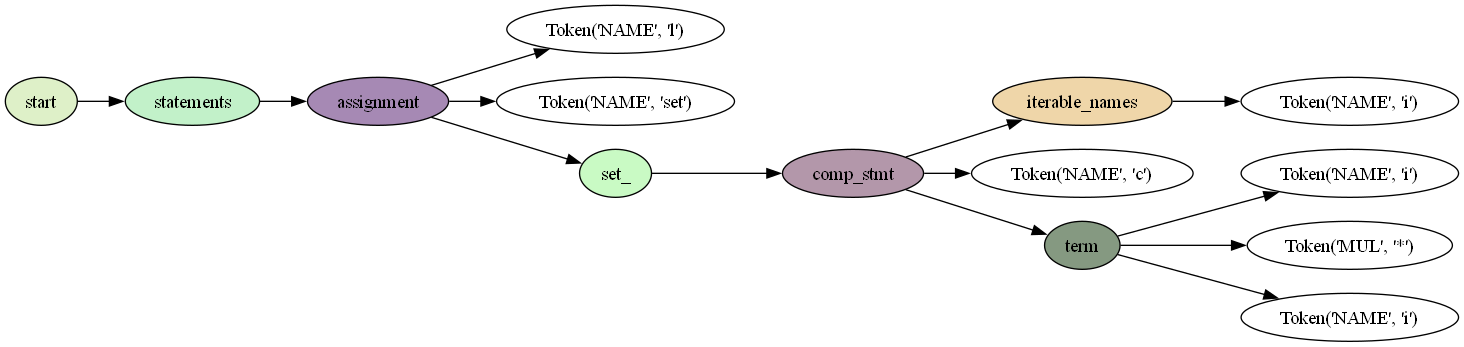 Token('NAME', 'l')
start
statements
assignment
Token('NAME', 'set')
iterable_names
Token('NAME', 'i')
set_
comp_stmt
Token('NAME', 'c')
Token('NAME', 'i')
term
Token('MUL', '*')
Token('NAME', 'i')